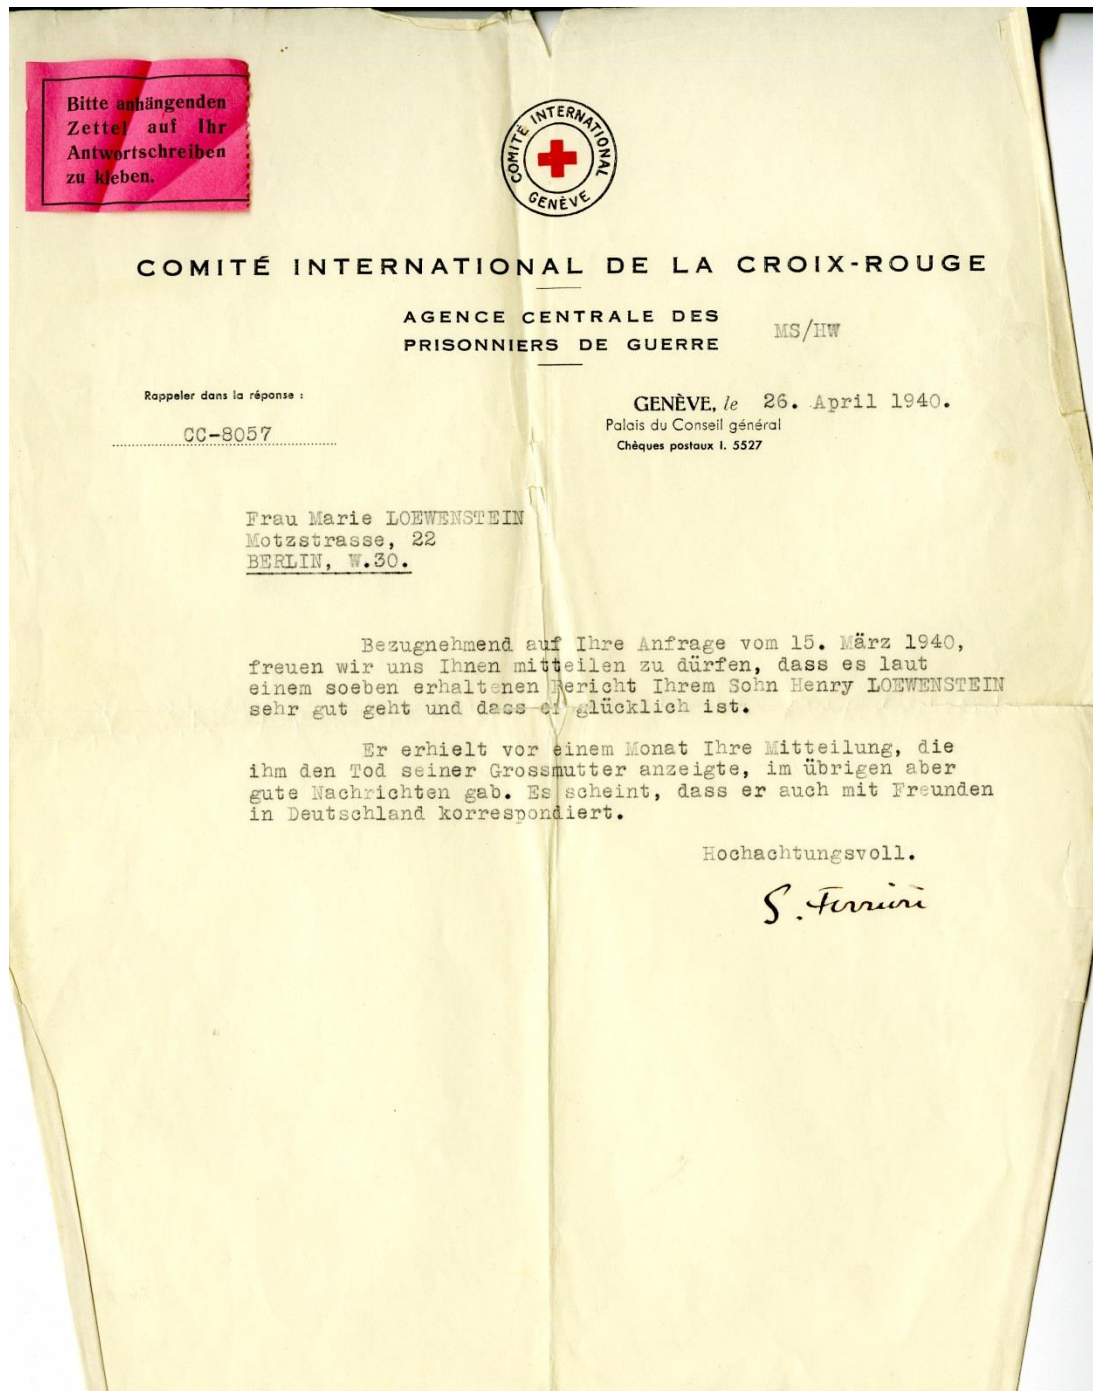 Bitte anhängenden
Zettel auf Ihr
Antwortschreiben
zu kleben.
COMITÉ INTERNATIONAL
GENÈVE
COMITÉ INTERNATIONAL DE LA CROIX-ROUGE
AGENCE CENTRALE DES
PRISONNIERS DE GUERRE
MS/HW
Rappeler dans la réponse :
CC-8057
GENÈVE, le 26. April 1940.
Palais du Conseil général
Chèques postaux I. 5527
Frau Marie LOEWENSTEIN
Motzstrasse, 22
BERLIN, W.30.
Bezugnehmend auf Ihre Anfrage vom 15. März 1940,
freuen wir uns Ihnen mitteilen zu dürfen, dass es laut
einem soeben erhaltenen Bericht Ihrem Sohn Henry LOEWENSTEIN
sehr gut geht und dass er glücklich ist.
Er erhielt vor einem Monat Ihre Mitteilung, die
ihm den Tod seiner Grossmutter anzeigte, im übrigen aber
gute Nachrichten gab. Es scheint, dass er auch mit Freunden
in Deutschland korrespondiert.
Hochachtungsvoll.
S. Ferrière